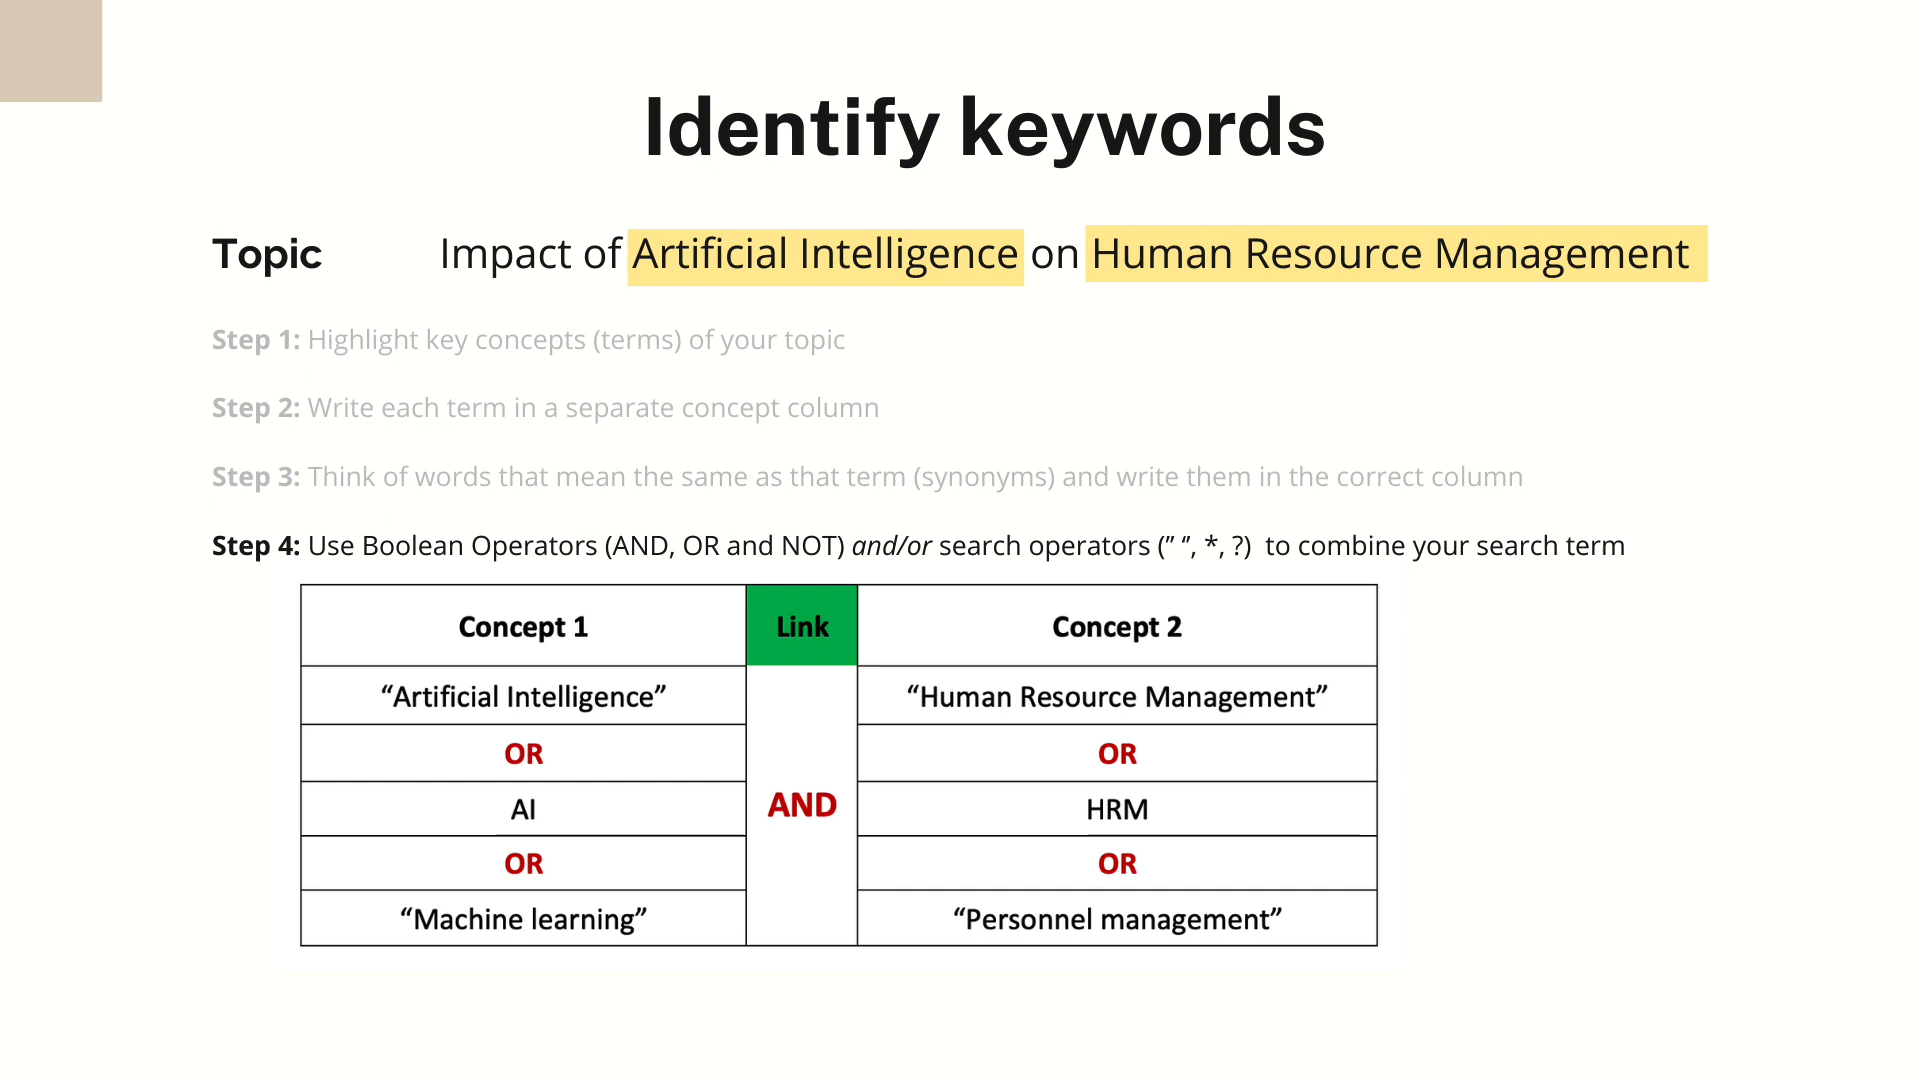 Identify keywords
Topic Impact of Artificial Intelligence on Human Resource Management
Step 1: Highlight key concepts (terms) of your topic
Step 2: Write each term in a separate concept column
Step 3: Think of words that mean the same as that term (synonyms) and write them in the correct column
Step 4: Use Boolean Operators (AND, OR and NOT) and/or search operators (” “, *, ?)  to combine your search term
Concept 1 Link Concept 2
“Artificial Intelligence” “Human Resource Management”
OR OR
AI AND HRM
OR OR
“Machine learning” “Personnel management”